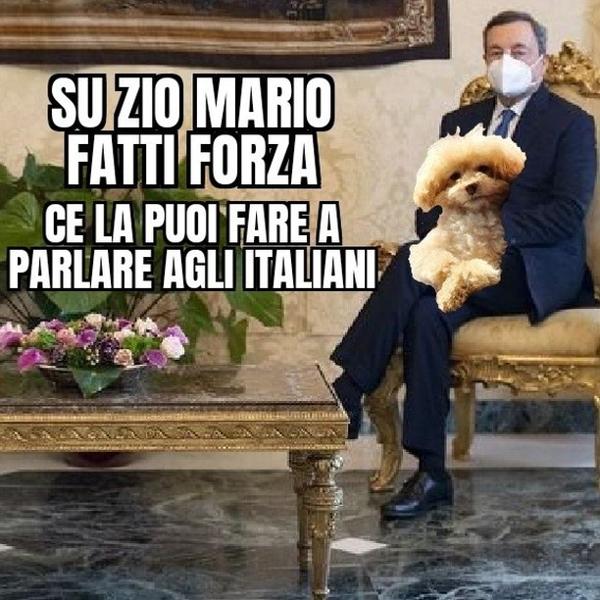 SU ZIO MARIO
FATTI FORZA
CE LA PUOI FARE A
PARLARE AGLI ITALIANI